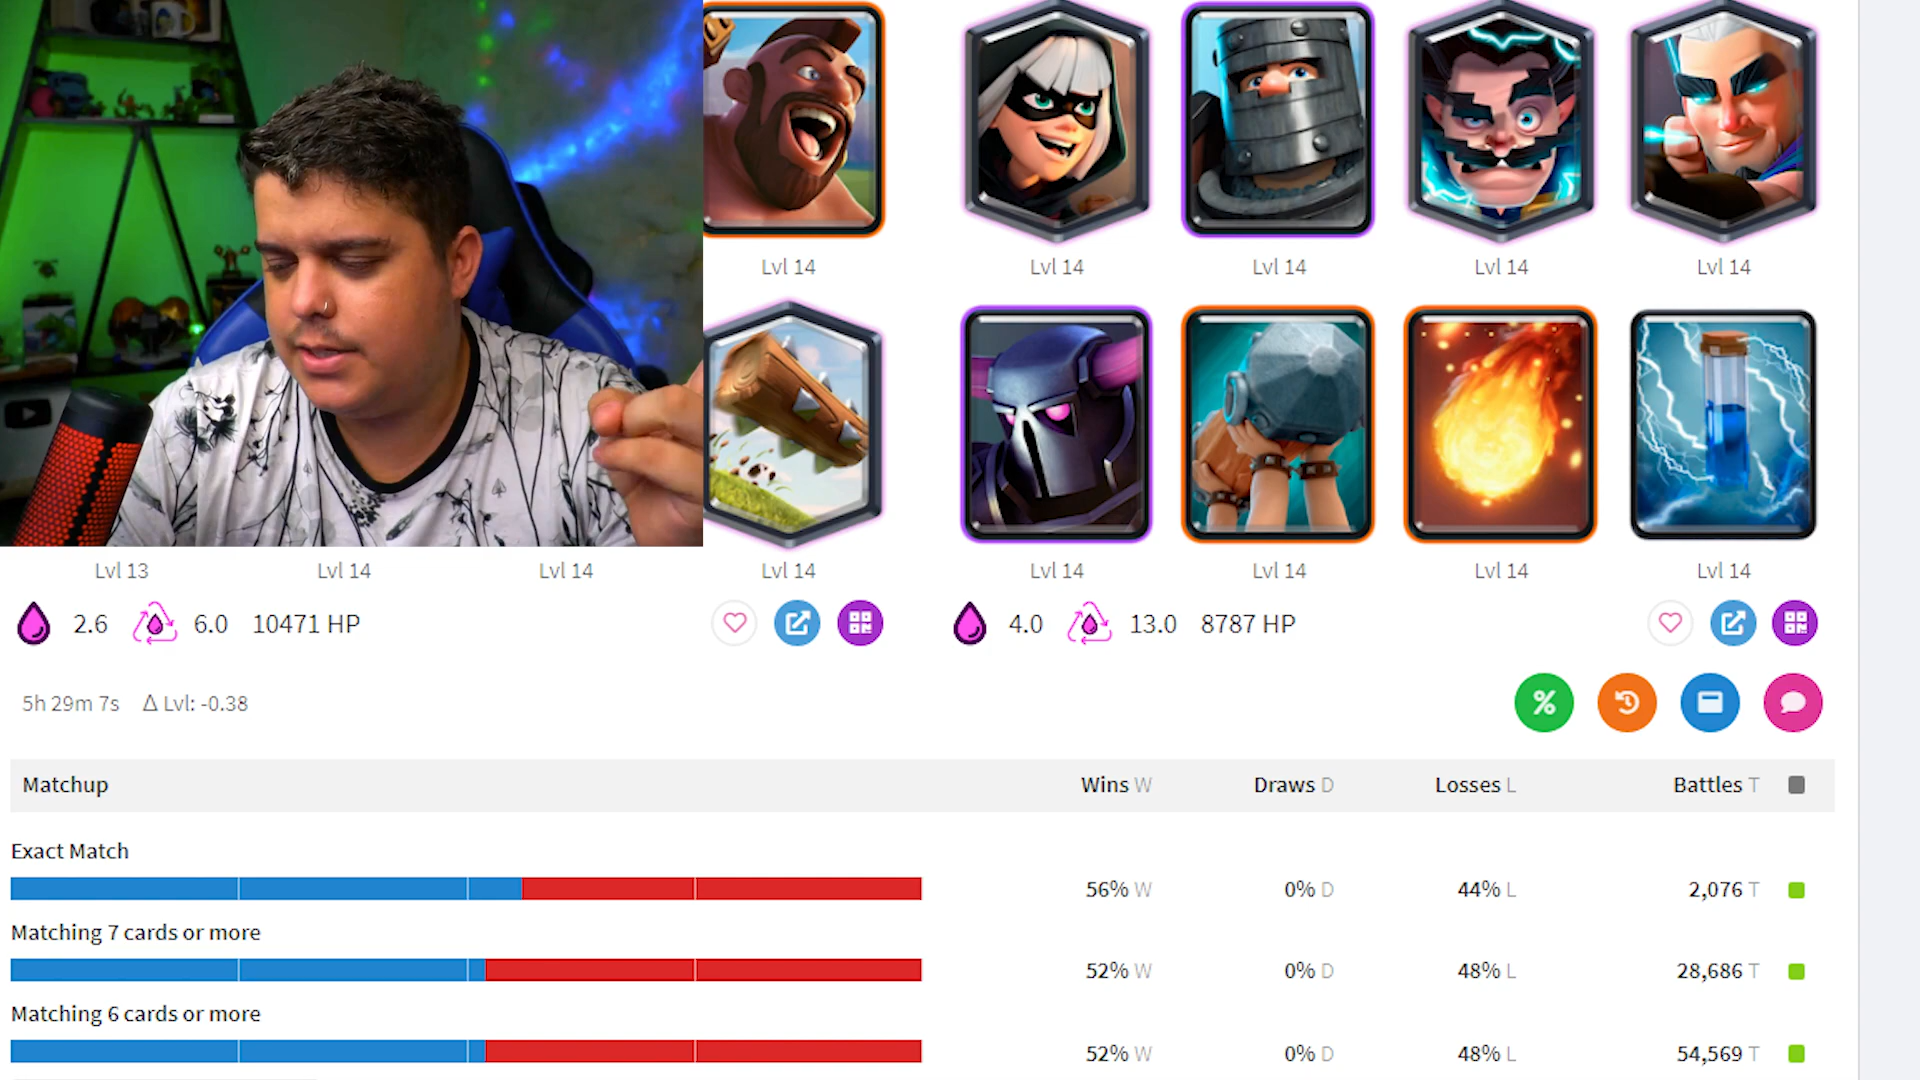 Lvl 14 Lvl 14 Lvl 14 Lvl 14 Lvl 14
Lvl 13 Lvl 14 Lvl 14 Lvl 14 Lvl 14 Lvl 14 Lvl 14 Lvl 14
2.6 6.0 10471 HP 4.0 13.0 8787 HP
5h 29m 7s Δ Lvl: -0.38 %
Matchup Wins W Draws D Losses L Battles T
Exact Match
56% W 0% D 44% L 2,076 T
Matching 7 cards or more
52% W 0% D 48% L 28,686 T
Matching 6 cards or more
52% W 0% D 48% L 54,569 T